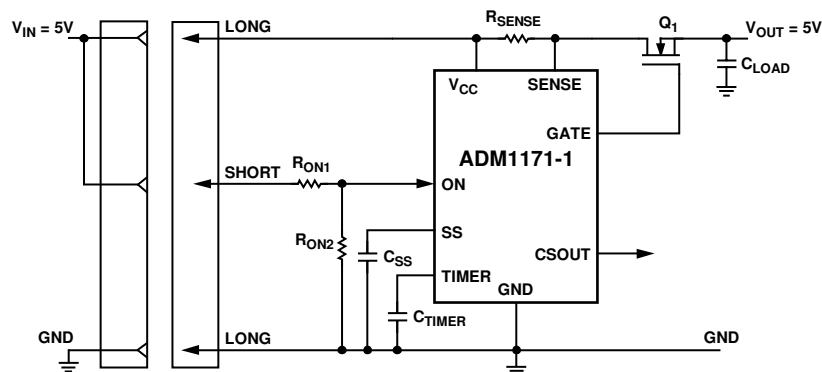 V_IN = 5V
LONG
R_SENSE
Q_1
V_OUT = 5V
V_CC
SENSE
C_LOAD
GATE
ADM1171-1
SHORT
R_ON1
ON
R_ON2
SS
C_SS
CSOUT
TIMER
GND
C_TIMER
GND
LONG
GND